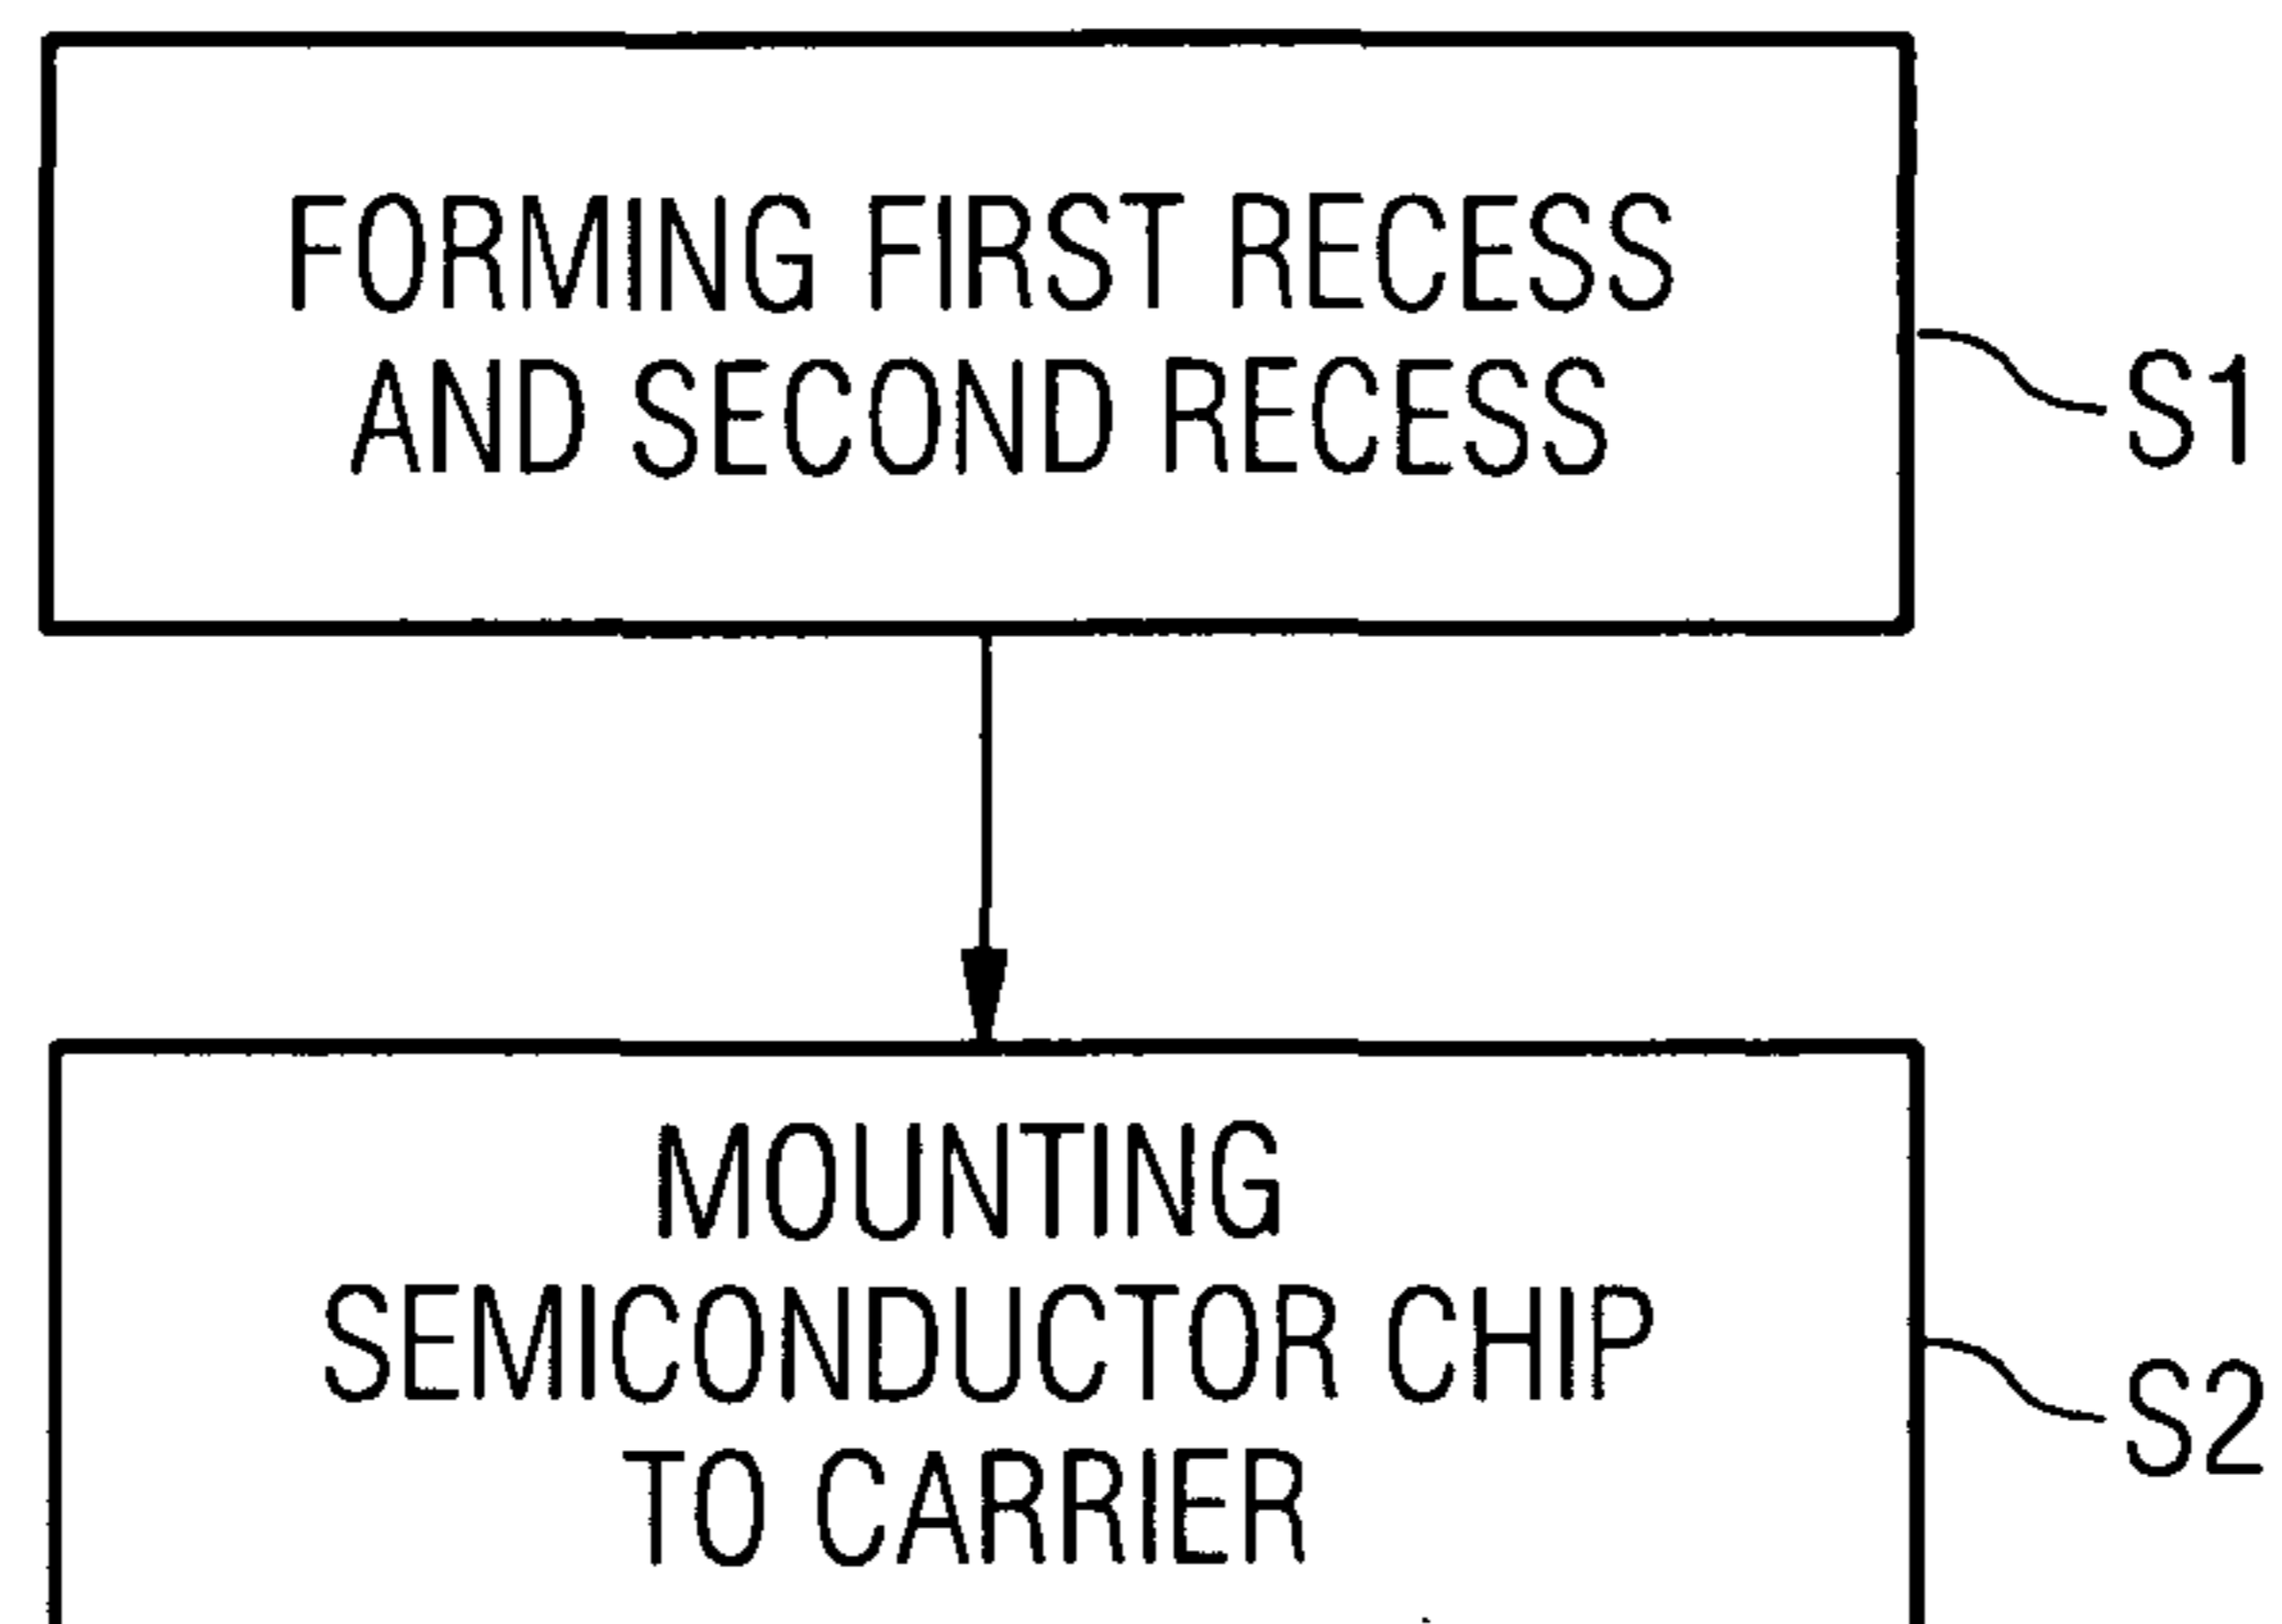 FORMING FIRST RECESS
AND SECOND RECESS
S1
MOUNTING
SEMICONDUCTOR CHIP
TO CARRIER
S2